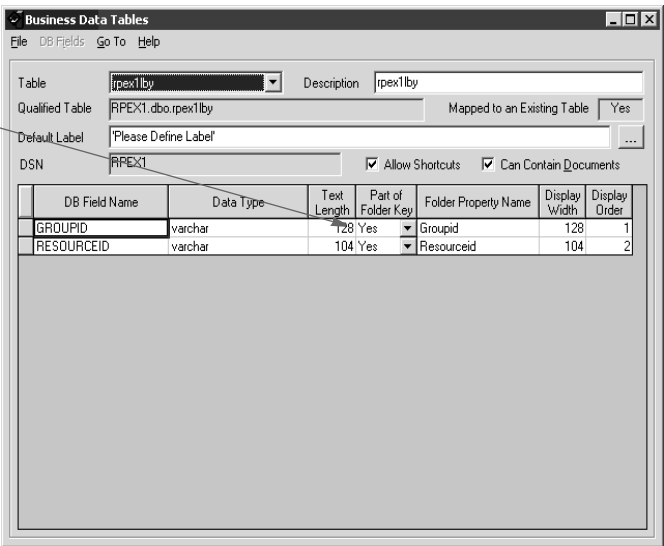 Business Data Tables
File DB Fields Go To Help
Table rpex1lby Description rpex1lby
Qualified Table RPEX1.dbo.rpex1lby Mapped to an Existing Table Yes
Default Label 'Please Define Label' ...
DSN RPEX1 Allow Shortcuts Can Contain Documents
DB Field Name Data Type Text Length Part of Folder Key Folder Property Name Display Width Display Order
GROUPID varchar 128 Yes Groupid 128 1
RESOURCEID varchar 104 Yes Resourceid 104 2